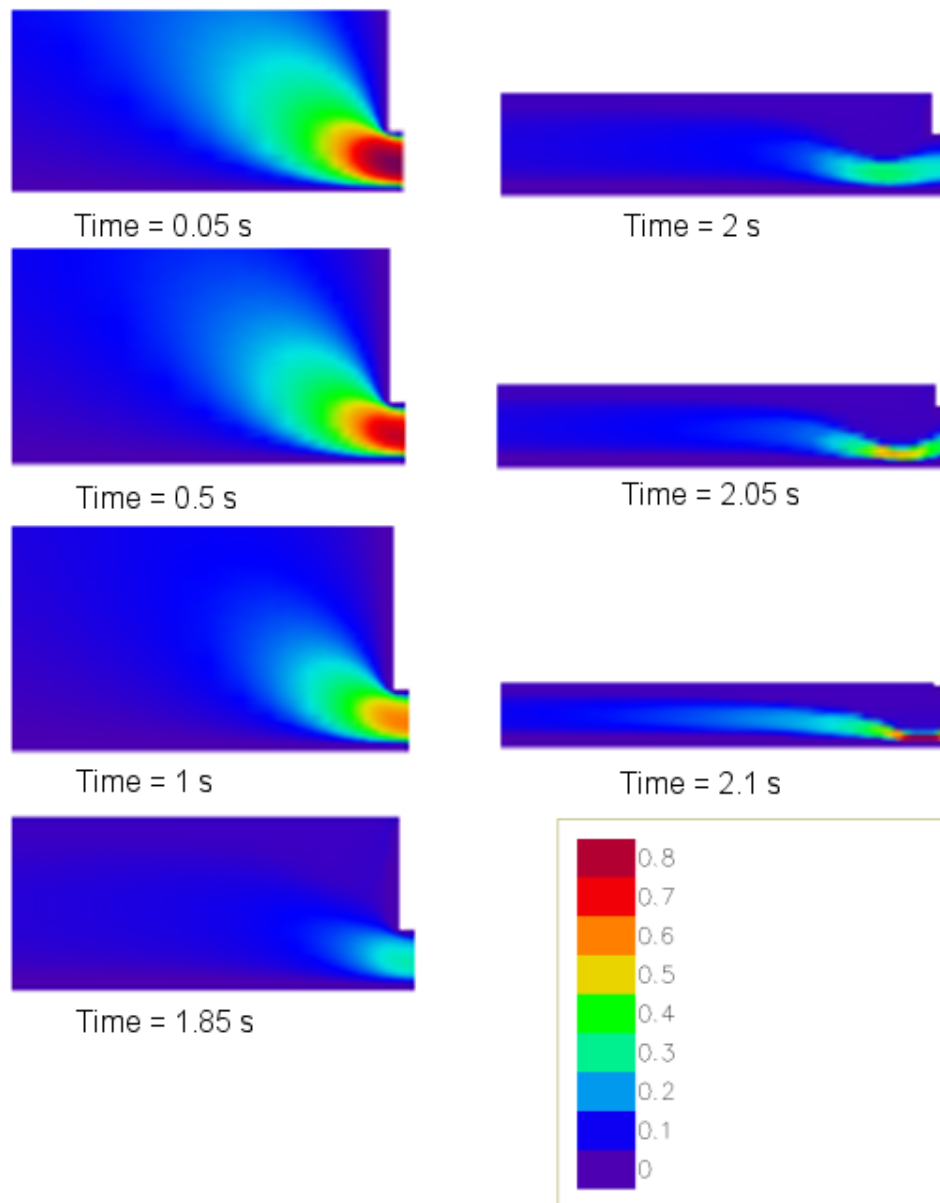 Time = 0.05 s
Time = 0.5 s
Time = 1 s
Time = 1.85 s
Time = 2 s
Time = 2.05 s
Time = 2.1 s
0.8
0.7
0.6
0.5
0.4
0.3
0.2
0.1
0